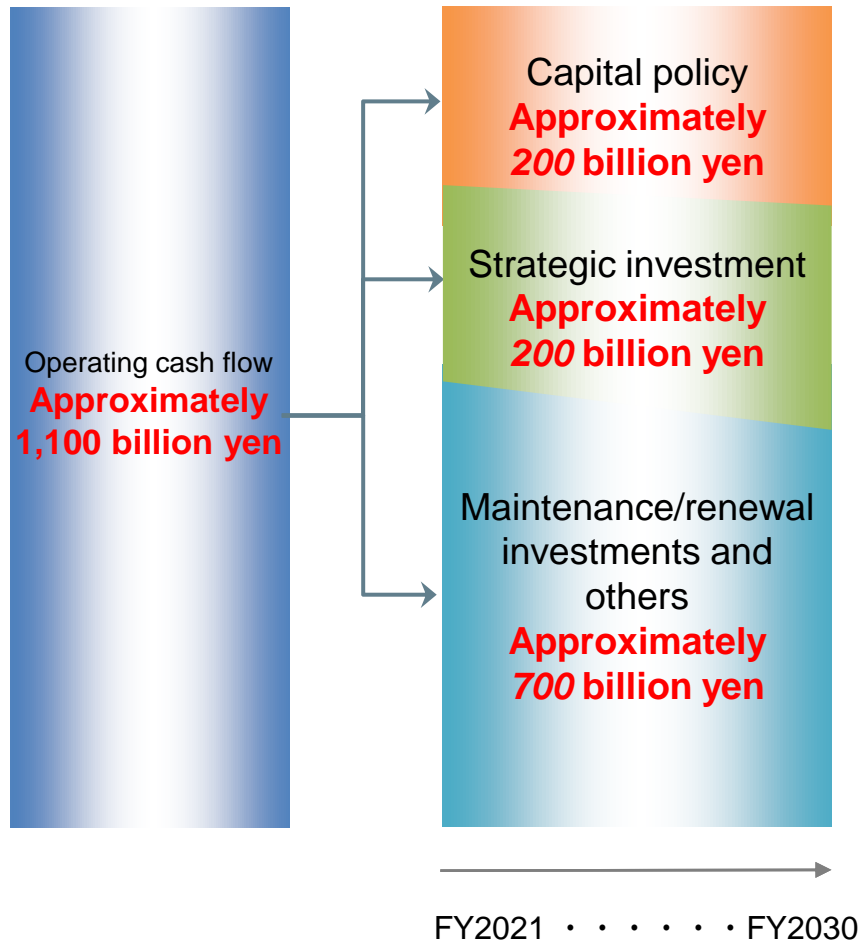 Operating cash flow
Approximately
1,100 billion yen
Capital policy
Approximately
200 billion yen
Strategic investment
Approximately
200 billion yen
Maintenance/renewal
investments and
others
Approximately
700 billion yen
FY2021 ・・・・・・FY2030